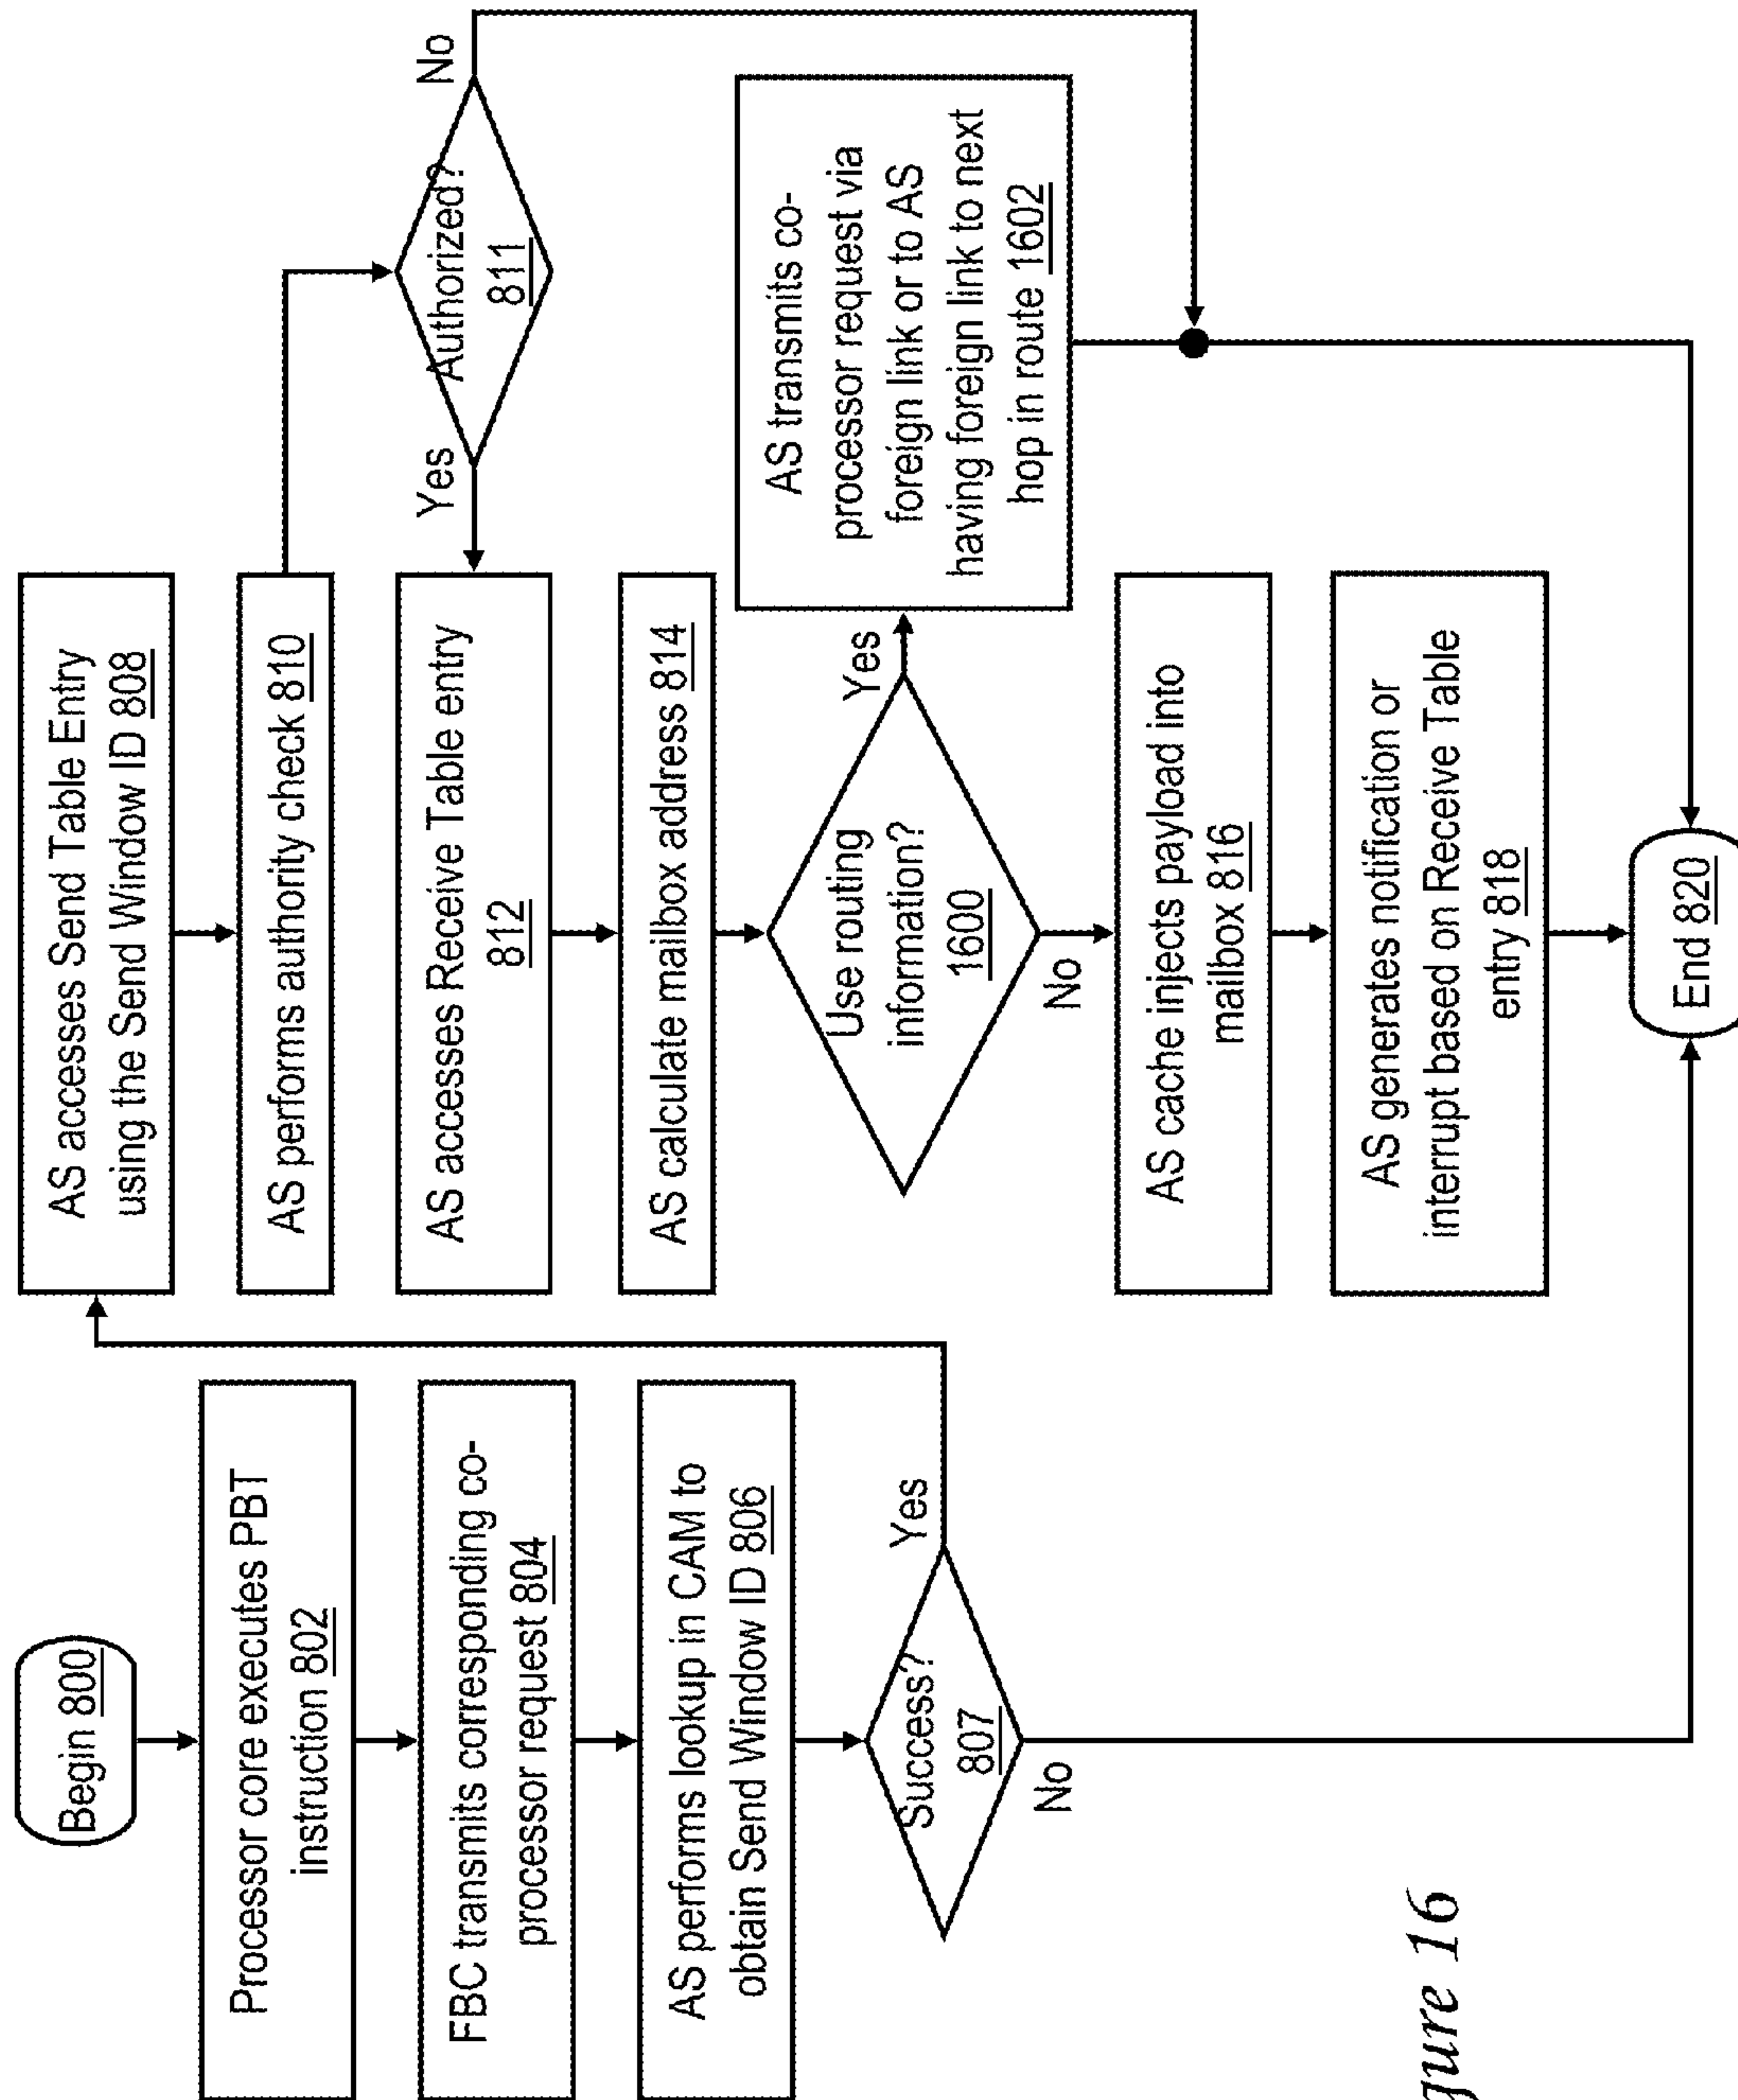 Begin 800
Processor core executes PBT
instruction 802
FBC transmits corresponding co-
processor request 804
AS performs lookup in CAM to
obtain Send Window ID 806
Success?
807
Yes
No
AS accesses Send Table Entry
using the Send Window ID 808
AS performs authority check 810
Authorized?
811
Yes
No
AS accesses Receive Table entry
812
AS calculate mailbox address 814
Use routing
information?
1600
Yes
No
AS transmits co-
processor request via
foreign link or to AS
having foreign link to next
hop in route 1602
AS cache injects payload into
mailbox 816
AS generates notification or
interrupt based on Receive Table
entry 818
End 820
gure 16